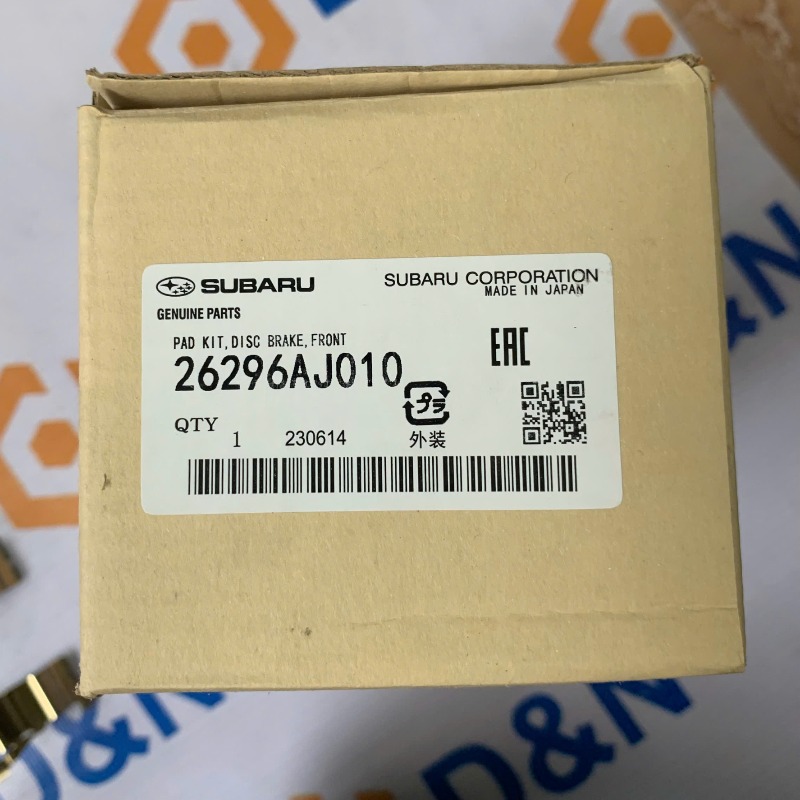 SUBARU
SUBARU CORPORATION
MADE IN JAPAN
GENUINE PARTS
PAD KIT, DISC BRAKE, FRONT
26296AJ010
EAC
プラ
QTY 1 230614 外装
D&N
D&N
D&N